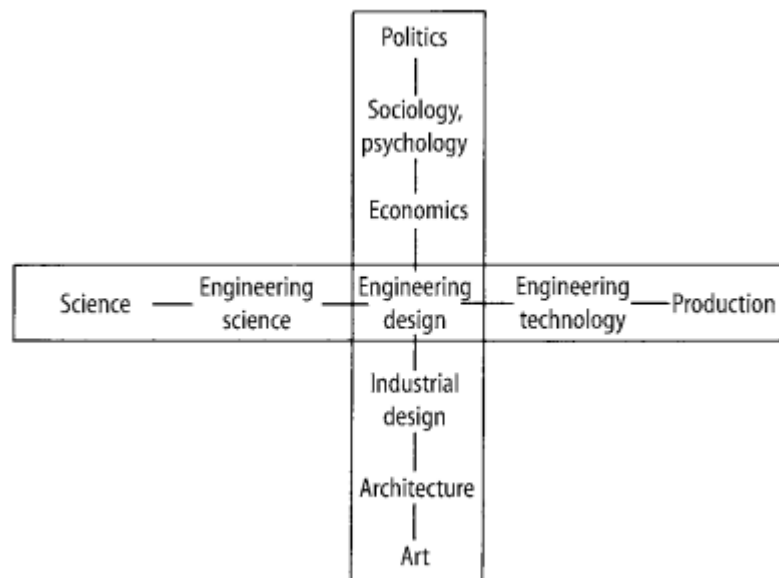 Politics
Sociology,
psychology
Economics
Science
Engineering
science
Engineering
design
Engineering
technology
Production
Industrial
design
Architecture
Art